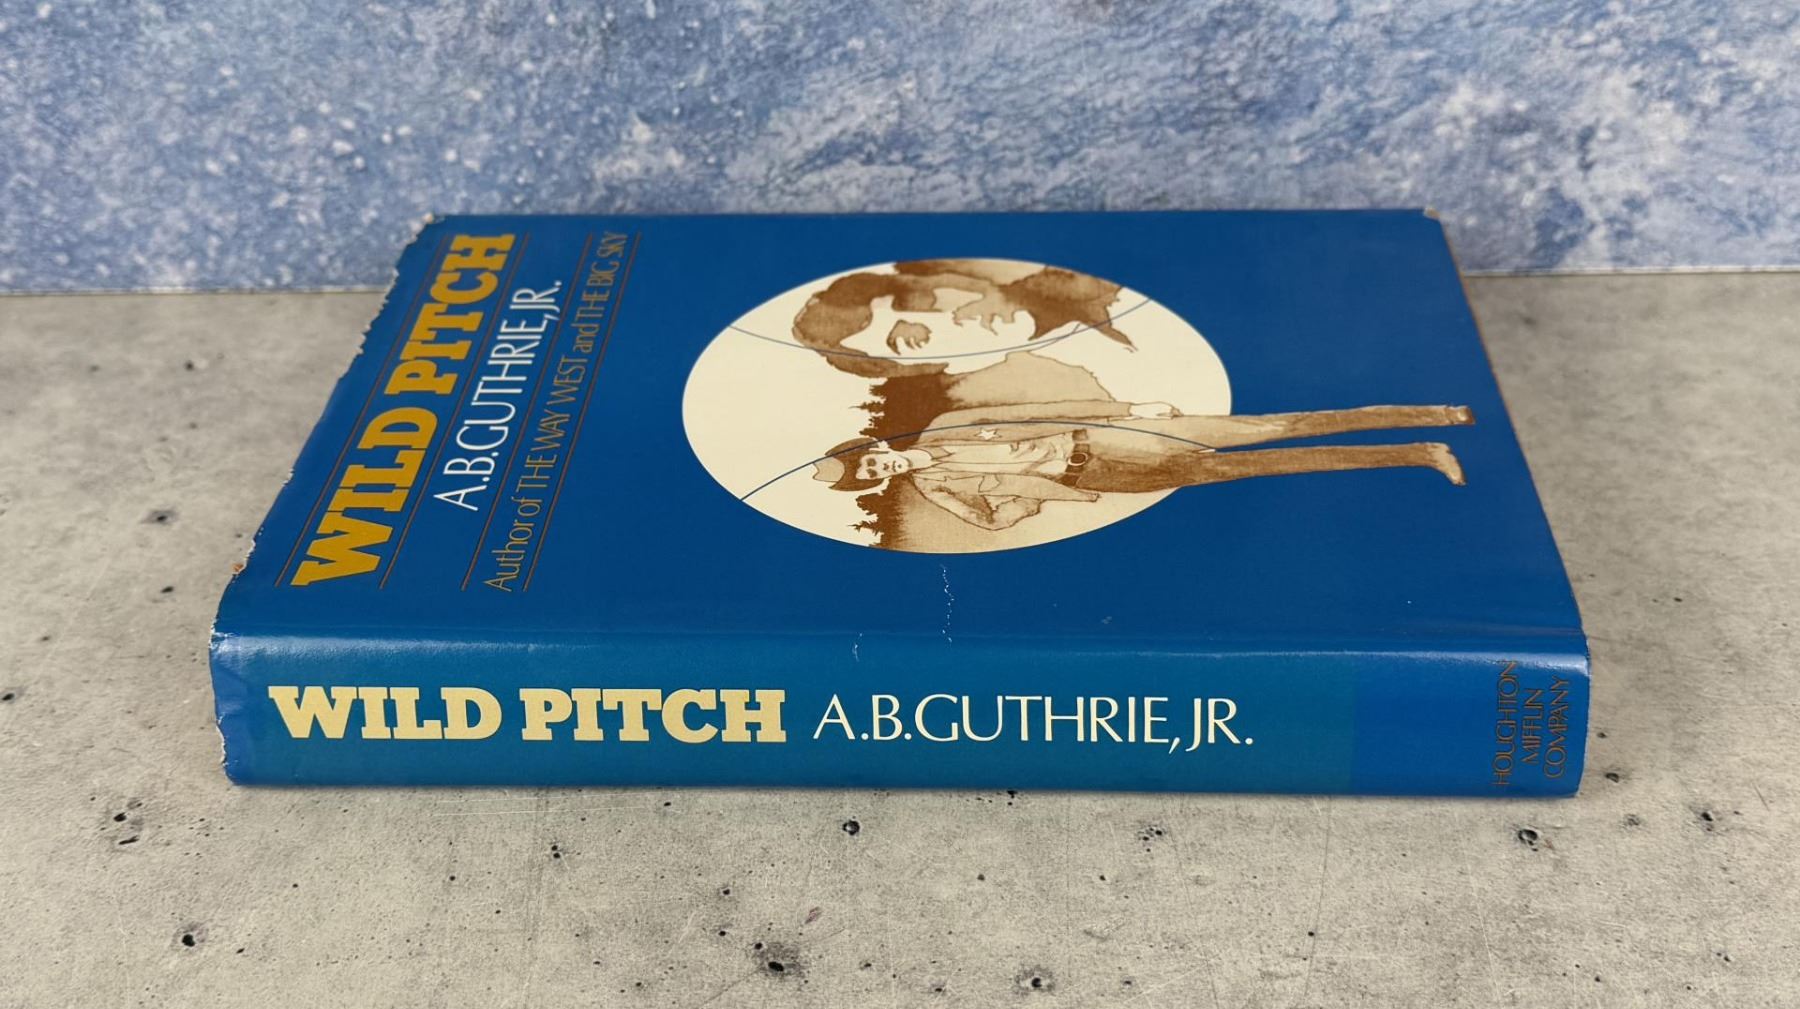 WILD PITCH
A.B.GUTHRIE,JR.
Author of THE WAY WEST and THE BIG SKY
WILD PITCH A.B.GUTHRIE,JR.
HOUGHTON
MIFFLIN
COMPANY